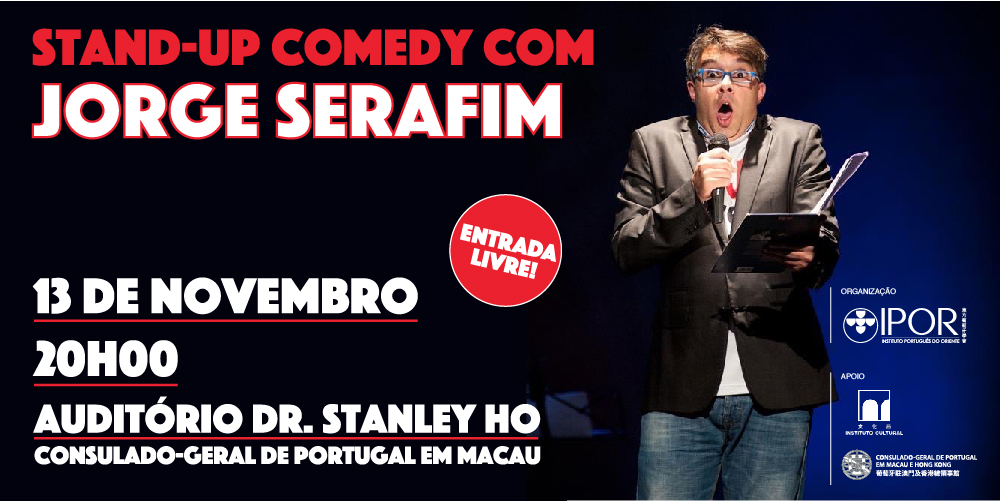 STAND-UP COMEDY COM
JORGE SERAFIM
ENTRADA
LIVRE!
13 DE NOVEMBRO
20H00
AUDITÓRIO DR. STANLEY HO
CONSULADO-GERAL DE PORTUGAL EM MACAU
ORGANIZAÇÃO
IPOR
INSTITUTO PORTUGUÊS DO ORIENTE
APOIO
文化局
INSTITUTO CULTURAL
CONSULADO-GERAL DE PORTUGAL
EM MACAU E HONG KONG
葡萄牙駐澳門及香港總領事館